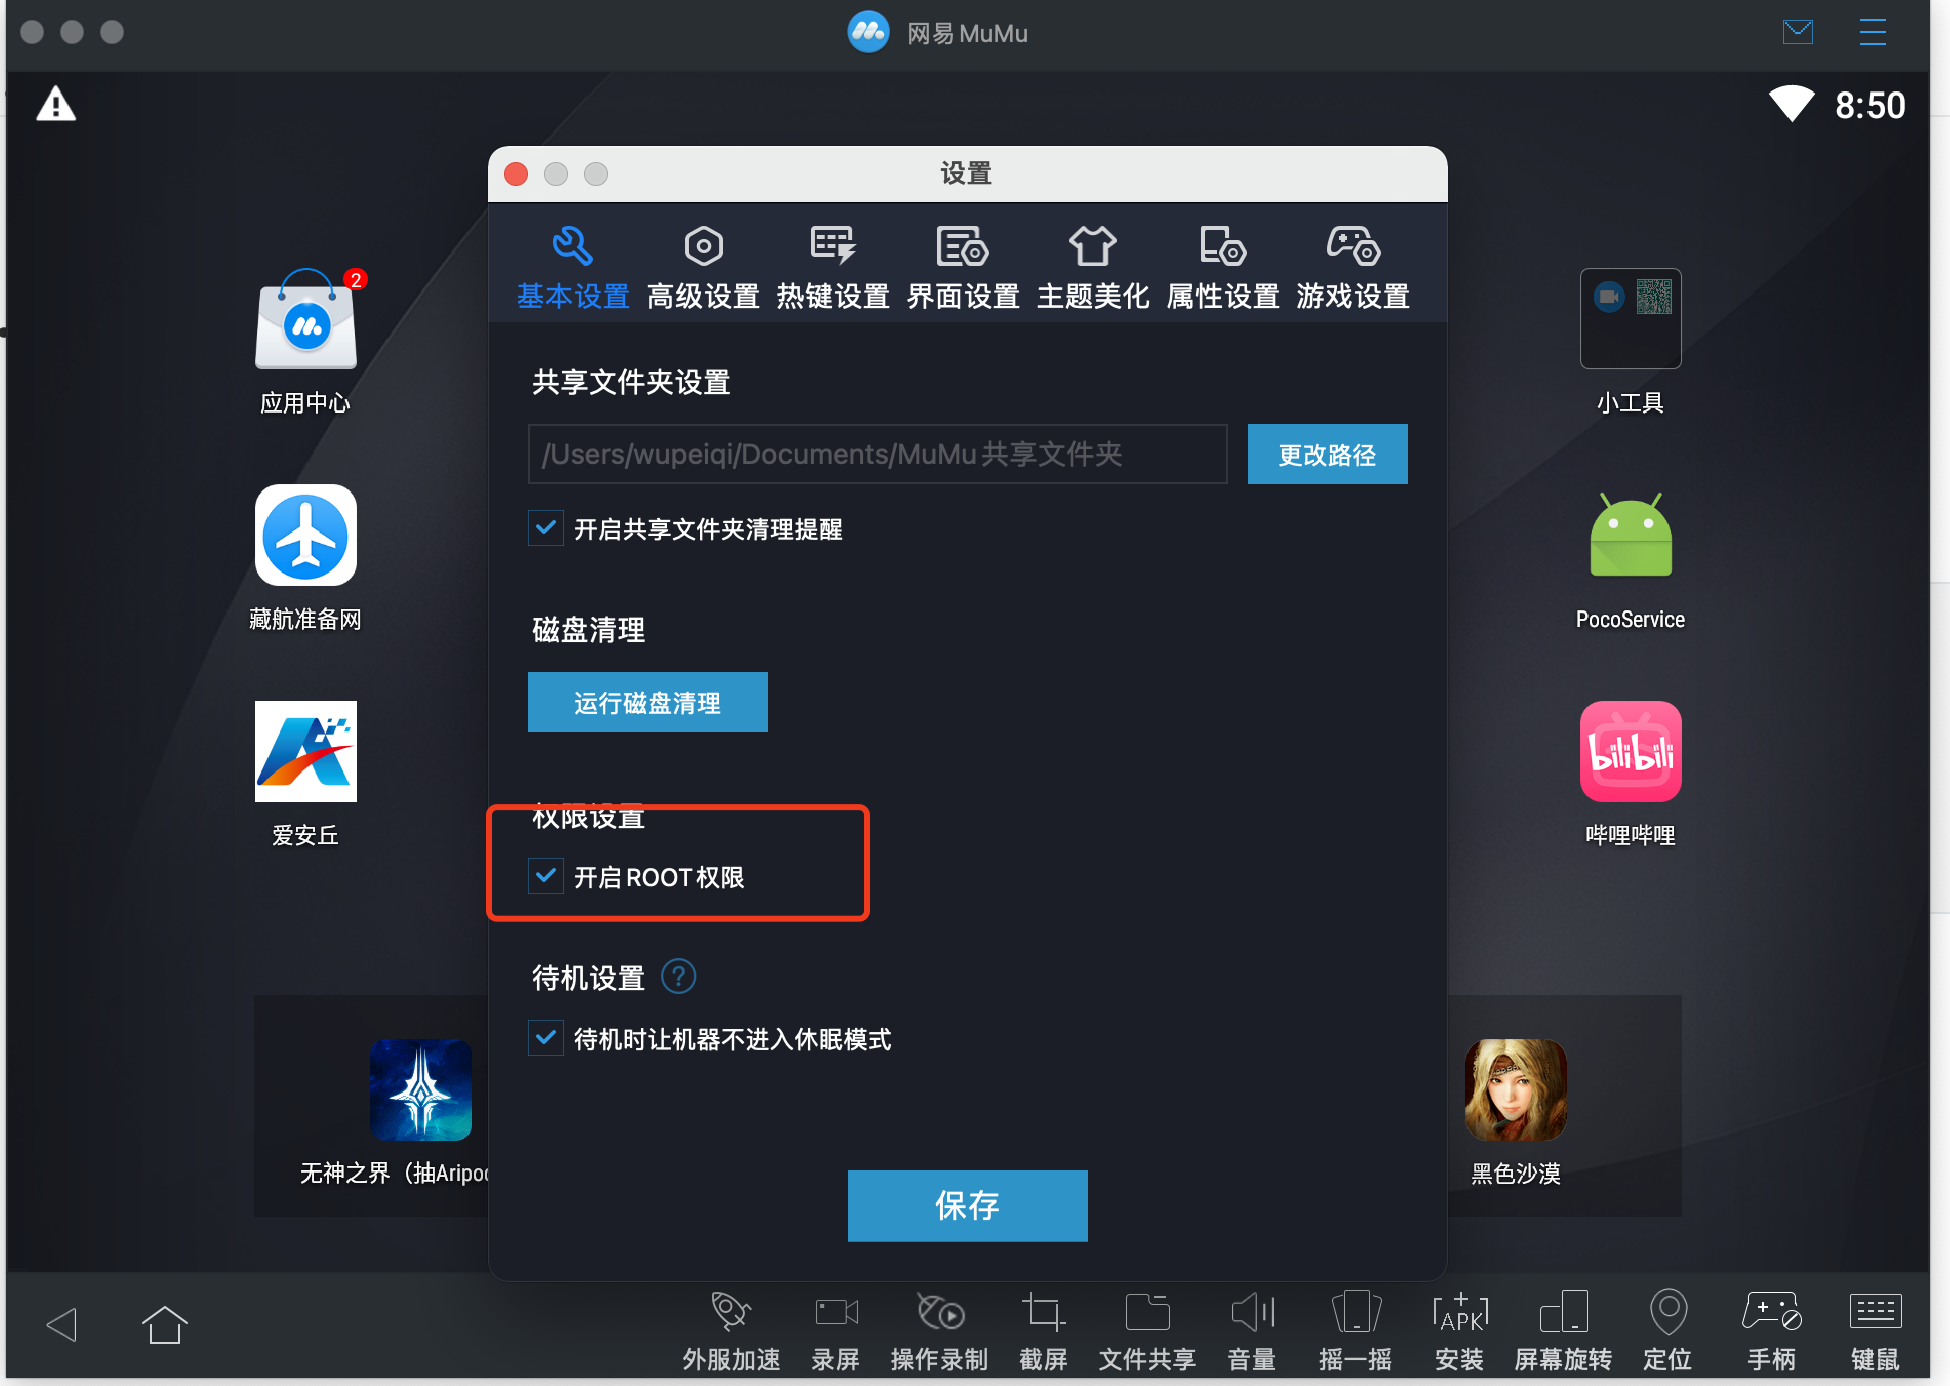 网易MuMu
8:50
设置
基本设置 高级设置 热键设置 界面设置 主题美化 属性设置 游戏设置
共享文件夹设置
/Users/wupeiqi/Documents/MuMu共享文件夹
更改路径
开启共享文件夹清理提醒
磁盘清理
运行磁盘清理
权限设置
开启ROOT权限
待机设置 ?
待机时让机器不进入休眠模式
保存
2
应用中心
藏航准备网
爱安丘
无神之界（抽Aripo
小工具
PocoService
bilibili
哔哩哔哩
黑色沙漠
APK
外服加速 录屏 操作录制 截屏 文件共享 音量 摇一摇 安装 屏幕旋转 定位 手柄 键鼠